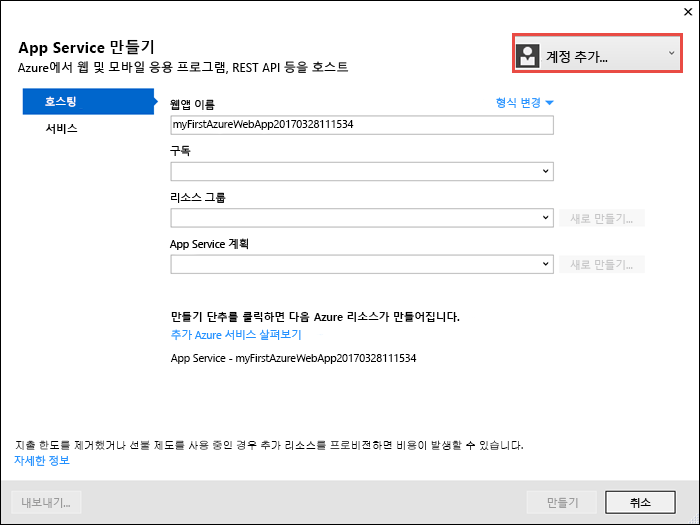 App Service 만들기
Azure에서 웹 및 모바일 응용 프로그램, REST API 등을 호스트
계정 추가...
호스팅
서비스
웹앱 이름
형식 변경
myFirstAzureWebApp20170328111534
구독
리소스 그룹
새로 만들기...
App Service 계획
새로 만들기...
만들기 단추를 클릭하면 다음 Azure 리소스가 만들어집니다.
추가 Azure 서비스 살펴보기
App Service - myFirstAzureWebApp20170328111534
지출 한도를 제거했거나 선불 제도를 사용 중인 경우 추가 리소스를 프로비전하면 비용이 발생할 수 있습니다.
자세한 정보
내보내기...
만들기
취소